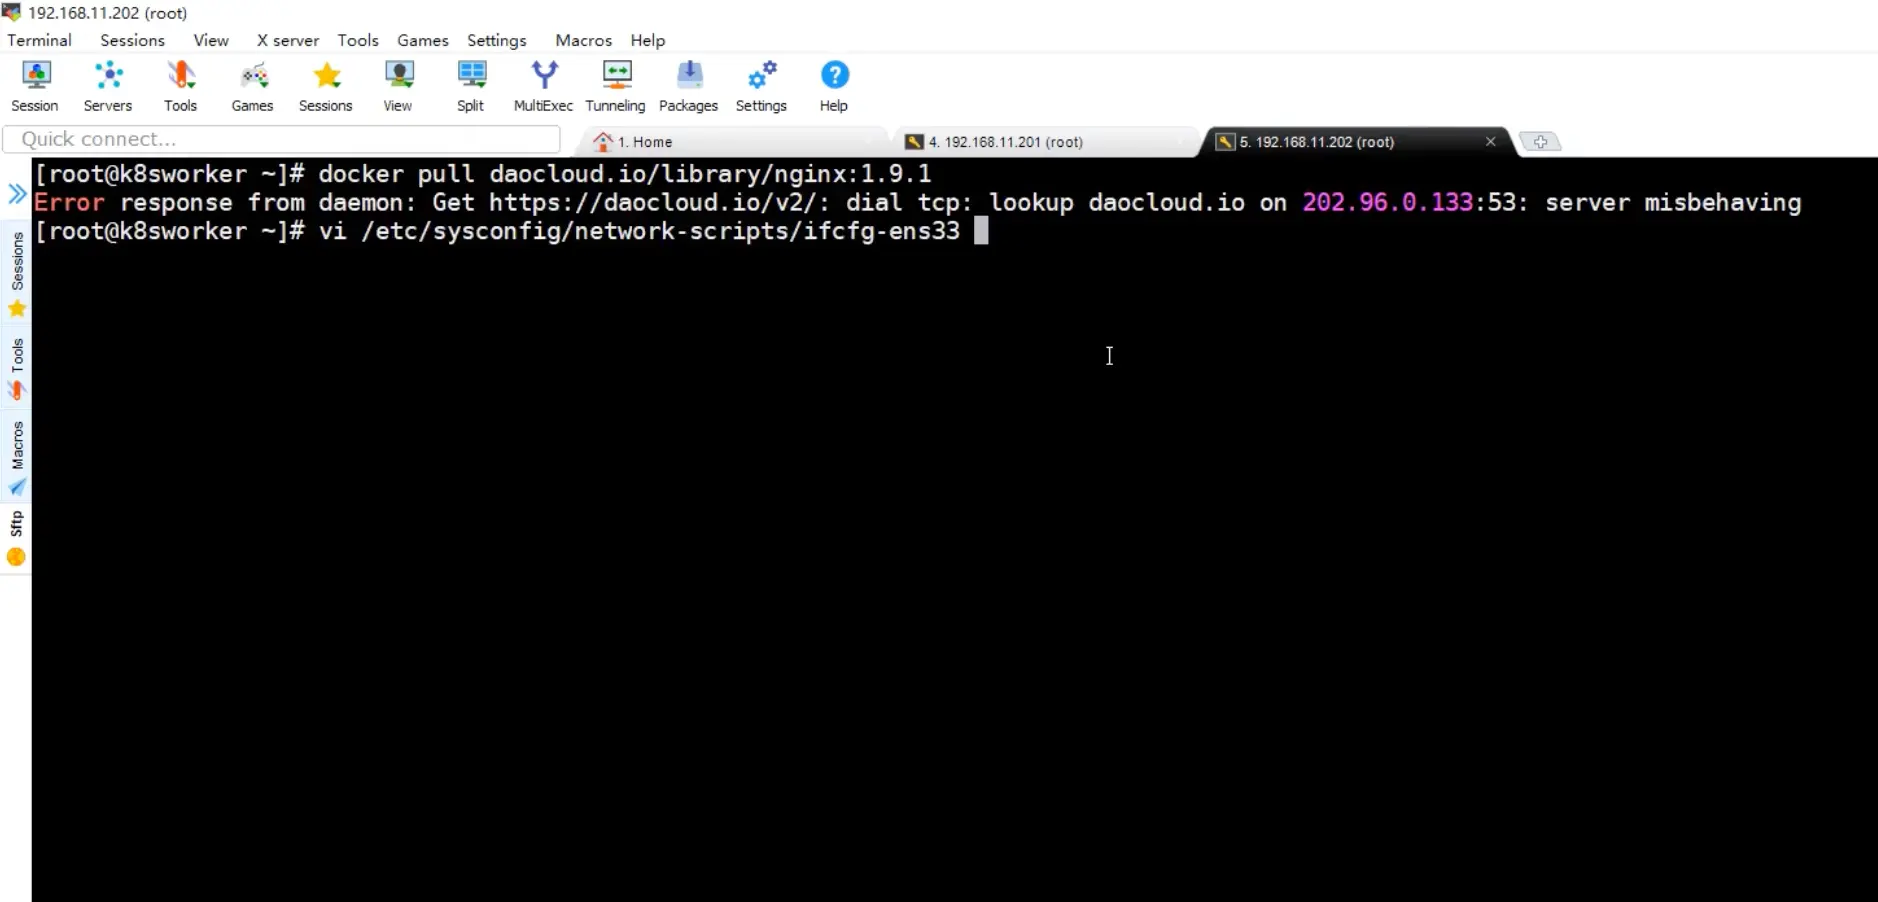 192.168.11.202 (root)
Terminal Sessions View X server Tools Games Settings Macros Help
Session Servers Tools Games Sessions View Split MultiExec Tunneling Packages Settings Help
Quick connect...
1. Home
4. 192.168.11.201 (root)
5. 192.168.11.202 (root)
[root@k8sworker ~]# docker pull daocloud.io/library/nginx:1.9.1
Error response from daemon: Get https://daocloud.io/v2/: dial tcp: lookup daocloud.io on 202.96.0.133:53: server misbehaving
[root@k8sworker ~]# vi /etc/sysconfig/network-scripts/ifcfg-ens33
Sessions
Tools
Macros
Sftp